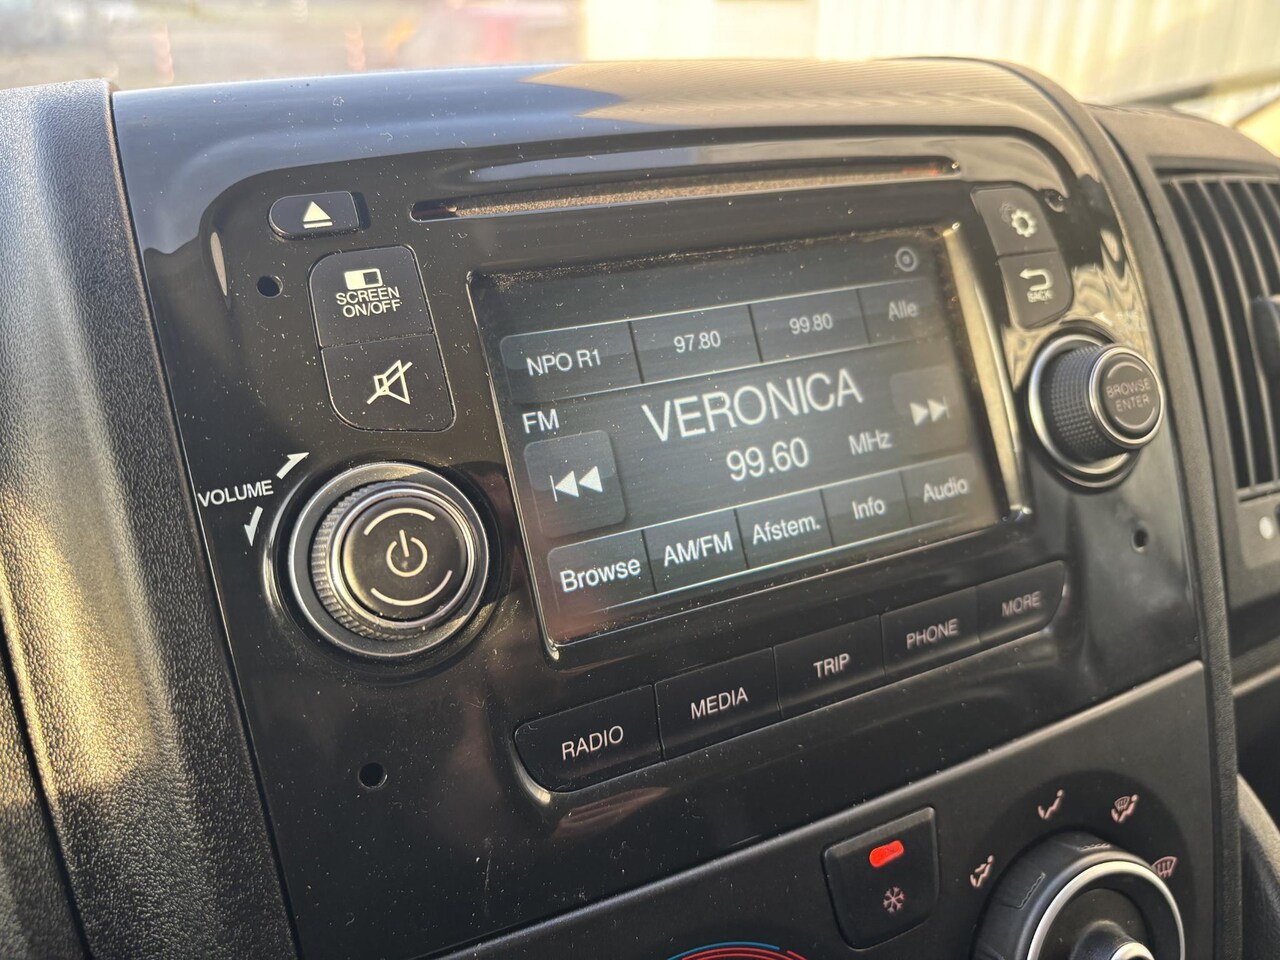 SCREEN
ON/OFF
BACK
NPO R1
97.80
99.80
Alle
FM
VERONICA
99.60
MHz
BROWSE
ENTER
VOLUME
Browse
AM/FM
Afstem.
Info
Audio
RADIO
MEDIA
TRIP
PHONE
MORE